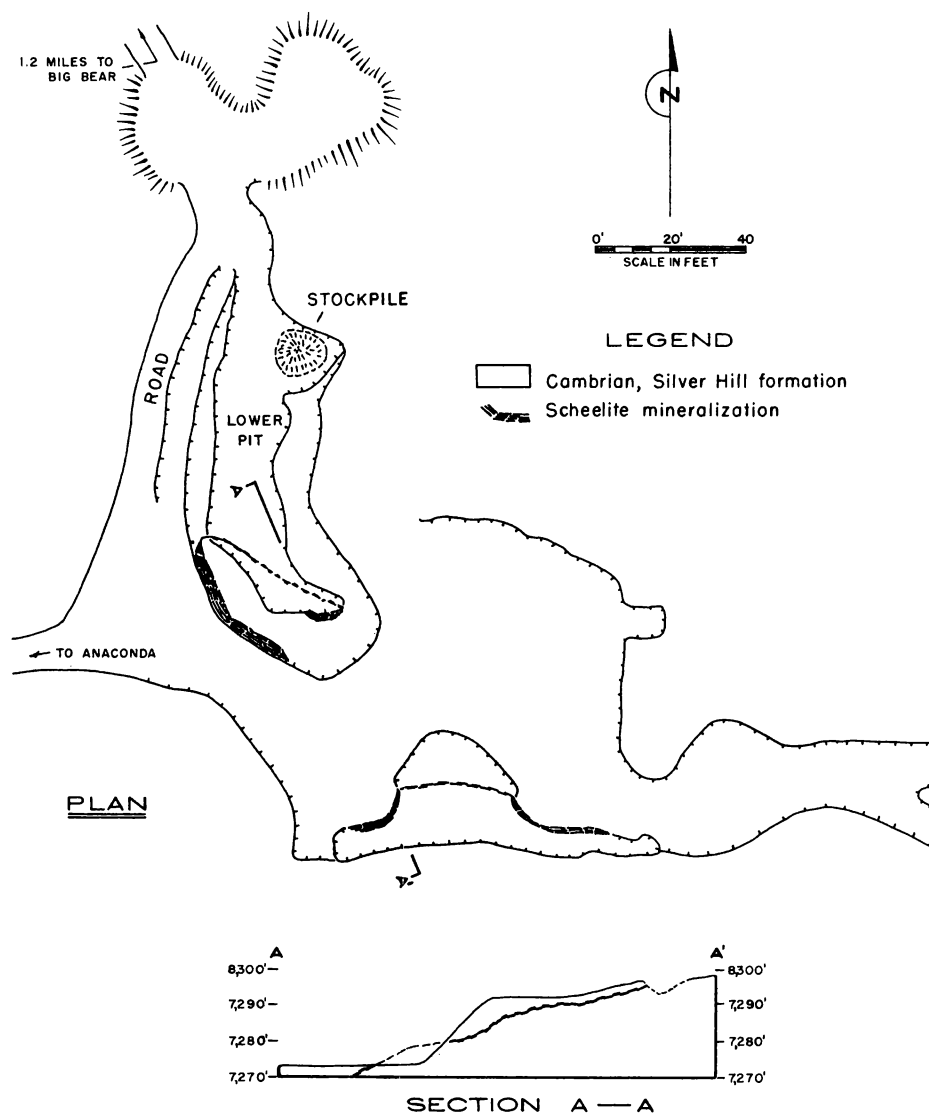 1.2 MILES TO
BIG BEAR
N
0' 20' 40
SCALE IN FEET
STOCKPILE
LEGEND
Cambrian, Silver Hill formation
Scheelite mineralization
ROAD
LOWER
PIT
A
← TO ANACONDA
PLAN
A'
A A'
8,300' 8,300'
7,290' 7,290'
7,280' 7,280'
7,270' 7,270'
SECTION A — A